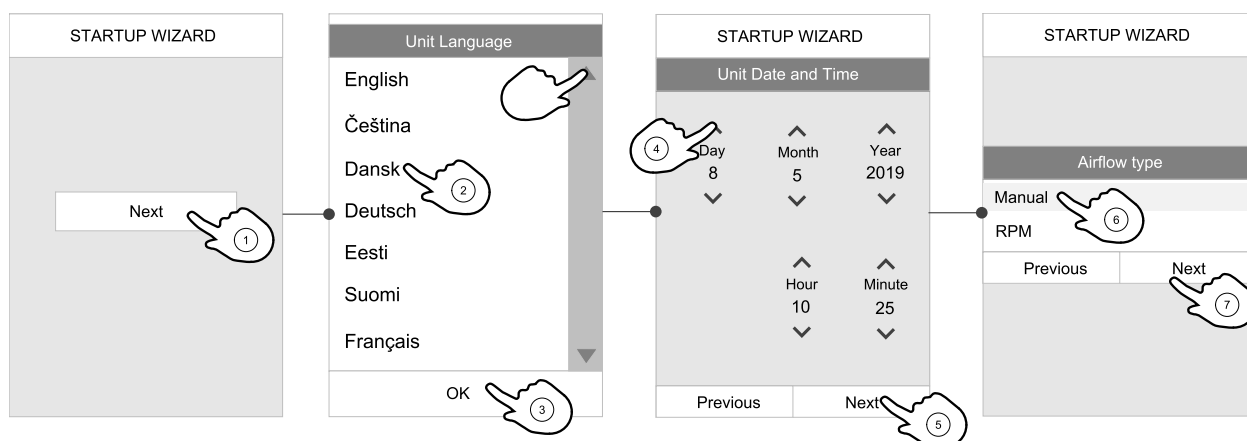 STARTUP WIZARD
Next
1
Unit Language
English
Čeština
Dansk
2
Deutsch
Eesti
Suomi
Français
OK
3
STARTUP WIZARD
Unit Date and Time
4
Day Month Year
8 5 2019
Hour Minute
10 25
Previous Next
5
STARTUP WIZARD
Airflow type
Manual
6
RPM
Previous Next
7